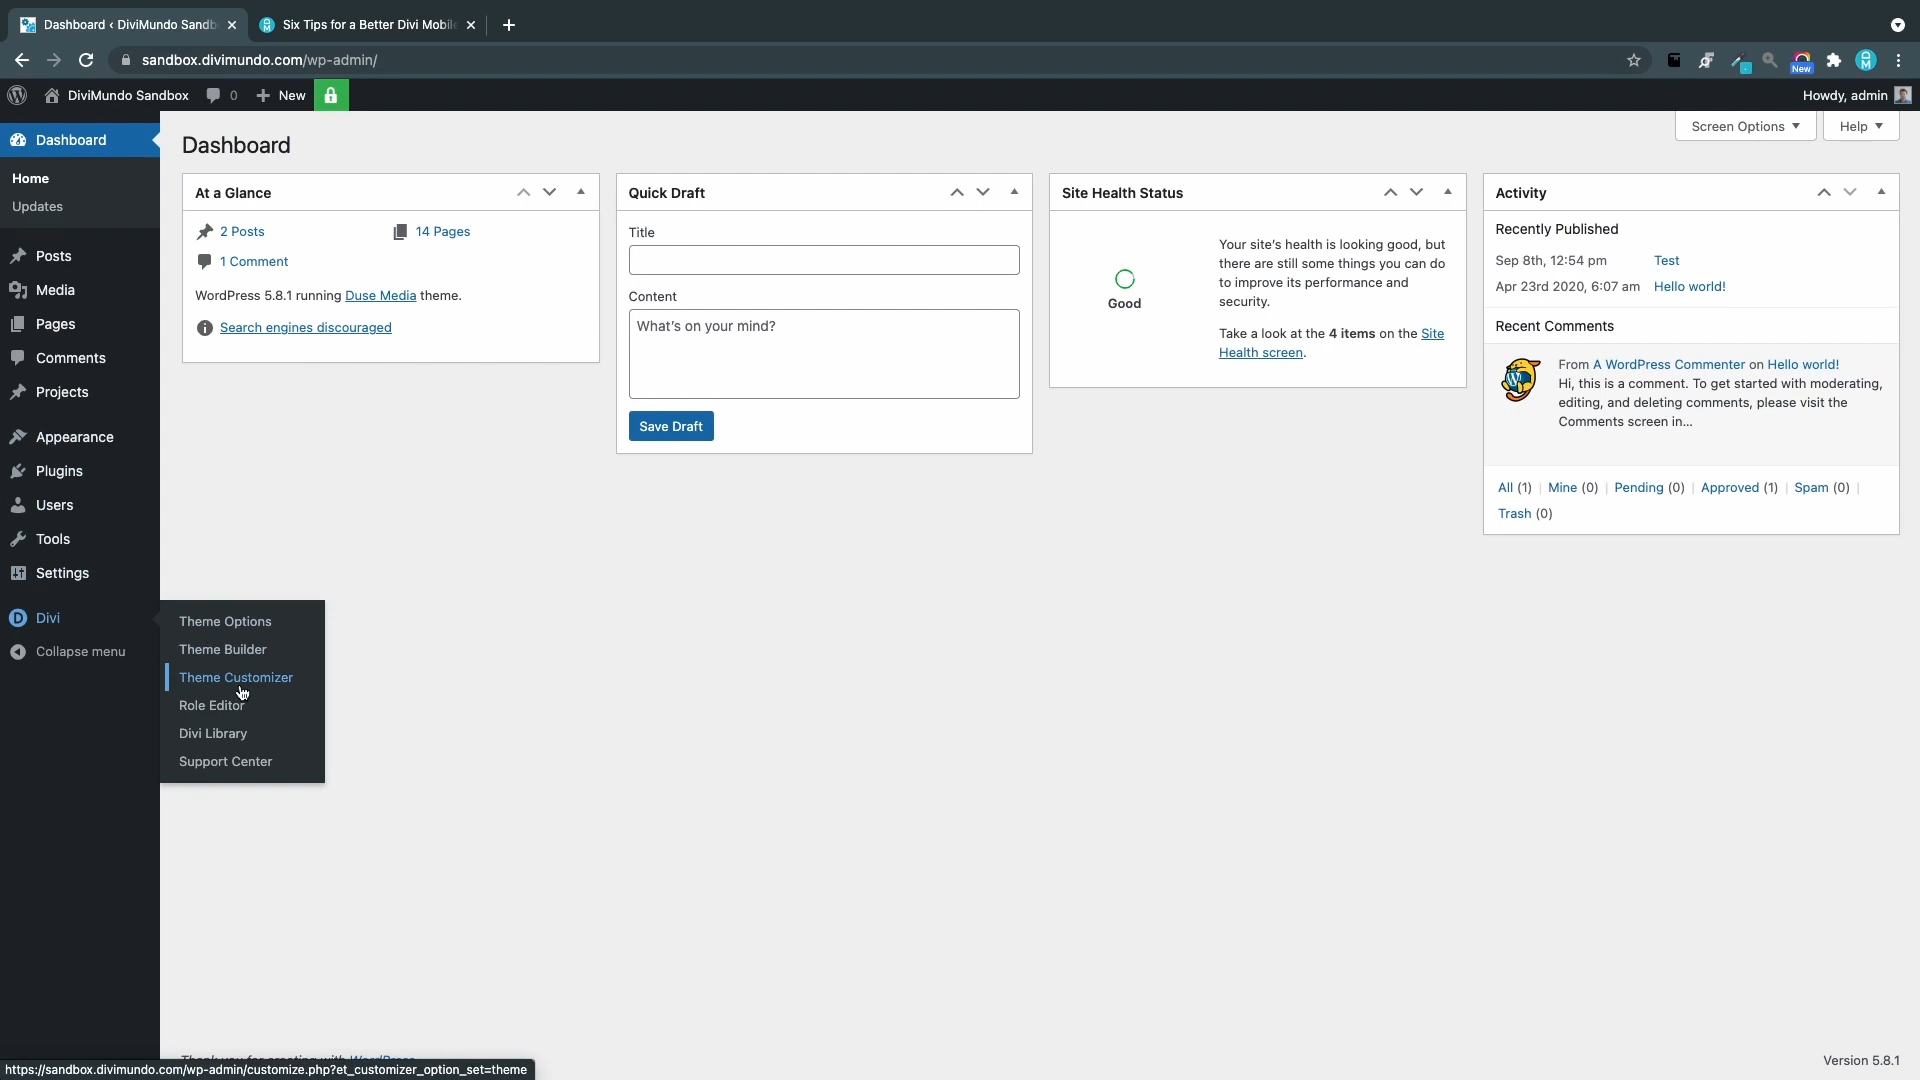 Dashboard ‹ DiviMundo Sandb
Six Tips for a Better Divi Mobile
sandbox.divimundo.com/wp-admin/
New
DiviMundo Sandbox
0
New
Howdy, admin
Dashboard
Home
Updates
Posts
Media
Pages
Comments
Projects
Appearance
Plugins
Users
Tools
Settings
Divi
Collapse menu
Theme Options
Theme Builder
Theme Customizer
Role Editor
Divi Library
Support Center
Dashboard
Screen Options
Help
At a Glance
2 Posts
14 Pages
1 Comment
WordPress 5.8.1 running Duse Media theme.
Search engines discouraged
Quick Draft
Title
Content
What's on your mind?
Save Draft
Site Health Status
Good
Your site's health is looking good, but
there are still some things you can do
to improve its performance and
security.
Take a look at the 4 items on the Site
Health screen.
Activity
Recently Published
Sep 8th, 12:54 pm Test
Apr 23rd 2020, 6:07 am Hello world!
Recent Comments
From A WordPress Commenter on Hello world!
Hi, this is a comment. To get started with moderating,
editing, and deleting comments, please visit the
Comments screen in...
All (1) | Mine (0) | Pending (0) | Approved (1) | Spam (0) |
Trash (0)
Thank you for creating with WordPress
Version 5.8.1
https://sandbox.divimundo.com/wp-admin/customize.php?et_customizer_option_set=theme